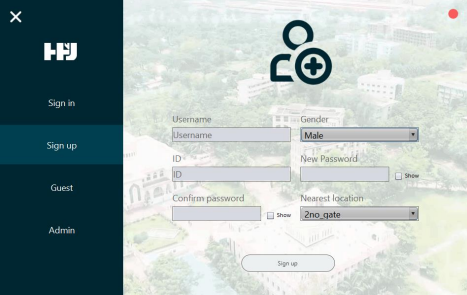 Sign in
Sign up
Guest
Admin
Username
Gender
Username
Male
ID
New Password
ID
Show
Confirm password
Nearest location
Show
2no_gate
Sign up